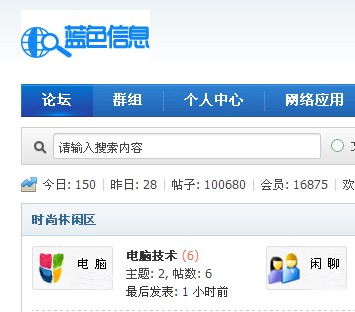 蓝色信息
论坛 群组 个人中心 网络应用
请输入搜索内容
今日: 150 | 昨日: 28 | 帖子: 100680 | 会员: 16875 | 欢
时尚休闲区
电脑 电脑技术 (6) 闲聊
主题: 2, 帖数: 6
最后发表: 1 小时前